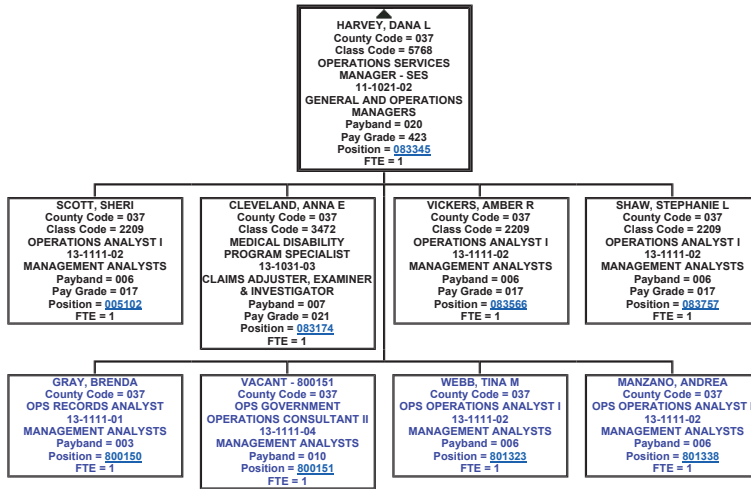 HARVEY, DANA L
County Code = 037
Class Code = 5768
OPERATIONS SERVICES
MANAGER - SES
11-1021-02
GENERAL AND OPERATIONS
MANAGERS
Payband = 020
Pay Grade = 423
Position = 083345
FTE = 1
SCOTT, SHERI
County Code = 037
Class Code = 2209
OPERATIONS ANALYST I
13-1111-02
MANAGEMENT ANALYSTS
Payband = 006
Pay Grade = 017
Position = 005102
FTE = 1
CLEVELAND, ANNA E
County Code = 037
Class Code = 3472
MEDICAL DISABILITY
PROGRAM SPECIALIST
13-1031-03
CLAIMS ADJUSTER, EXAMINER
& INVESTIGATOR
Payband = 007
Pay Grade = 021
Position = 083174
FTE = 1
VICKERS, AMBER R
County Code = 037
Class Code = 2209
OPERATIONS ANALYST I
13-1111-02
MANAGEMENT ANALYSTS
Payband = 006
Pay Grade = 017
Position = 083566
FTE = 1
SHAW, STEPHANIE L
County Code = 037
Class Code = 2209
OPERATIONS ANALYST I
13-1111-02
MANAGEMENT ANALYSTS
Payband = 006
Pay Grade = 017
Position = 083757
FTE = 1
GRAY, BRENDA
County Code = 037
OPS RECORDS ANALYST
13-1111-01
MANAGEMENT ANALYSTS
Payband = 003
Position = 800150
FTE = 1
VACANT - 800151
County Code = 037
OPS GOVERNMENT
OPERATIONS CONSULTANT II
13-1111-04
MANAGEMENT ANALYSTS
Payband = 010
Position = 800151
FTE = 1
WEBB, TINA M
County Code = 037
OPS OPERATIONS ANALYST I
13-1111-02
MANAGEMENT ANALYSTS
Payband = 006
Position = 801323
FTE = 1
MANZANO, ANDREA
County Code = 037
OPS OPERATIONS ANALYST I
13-1111-02
MANAGEMENT ANALYSTS
Payband = 006
Position = 801338
FTE = 1